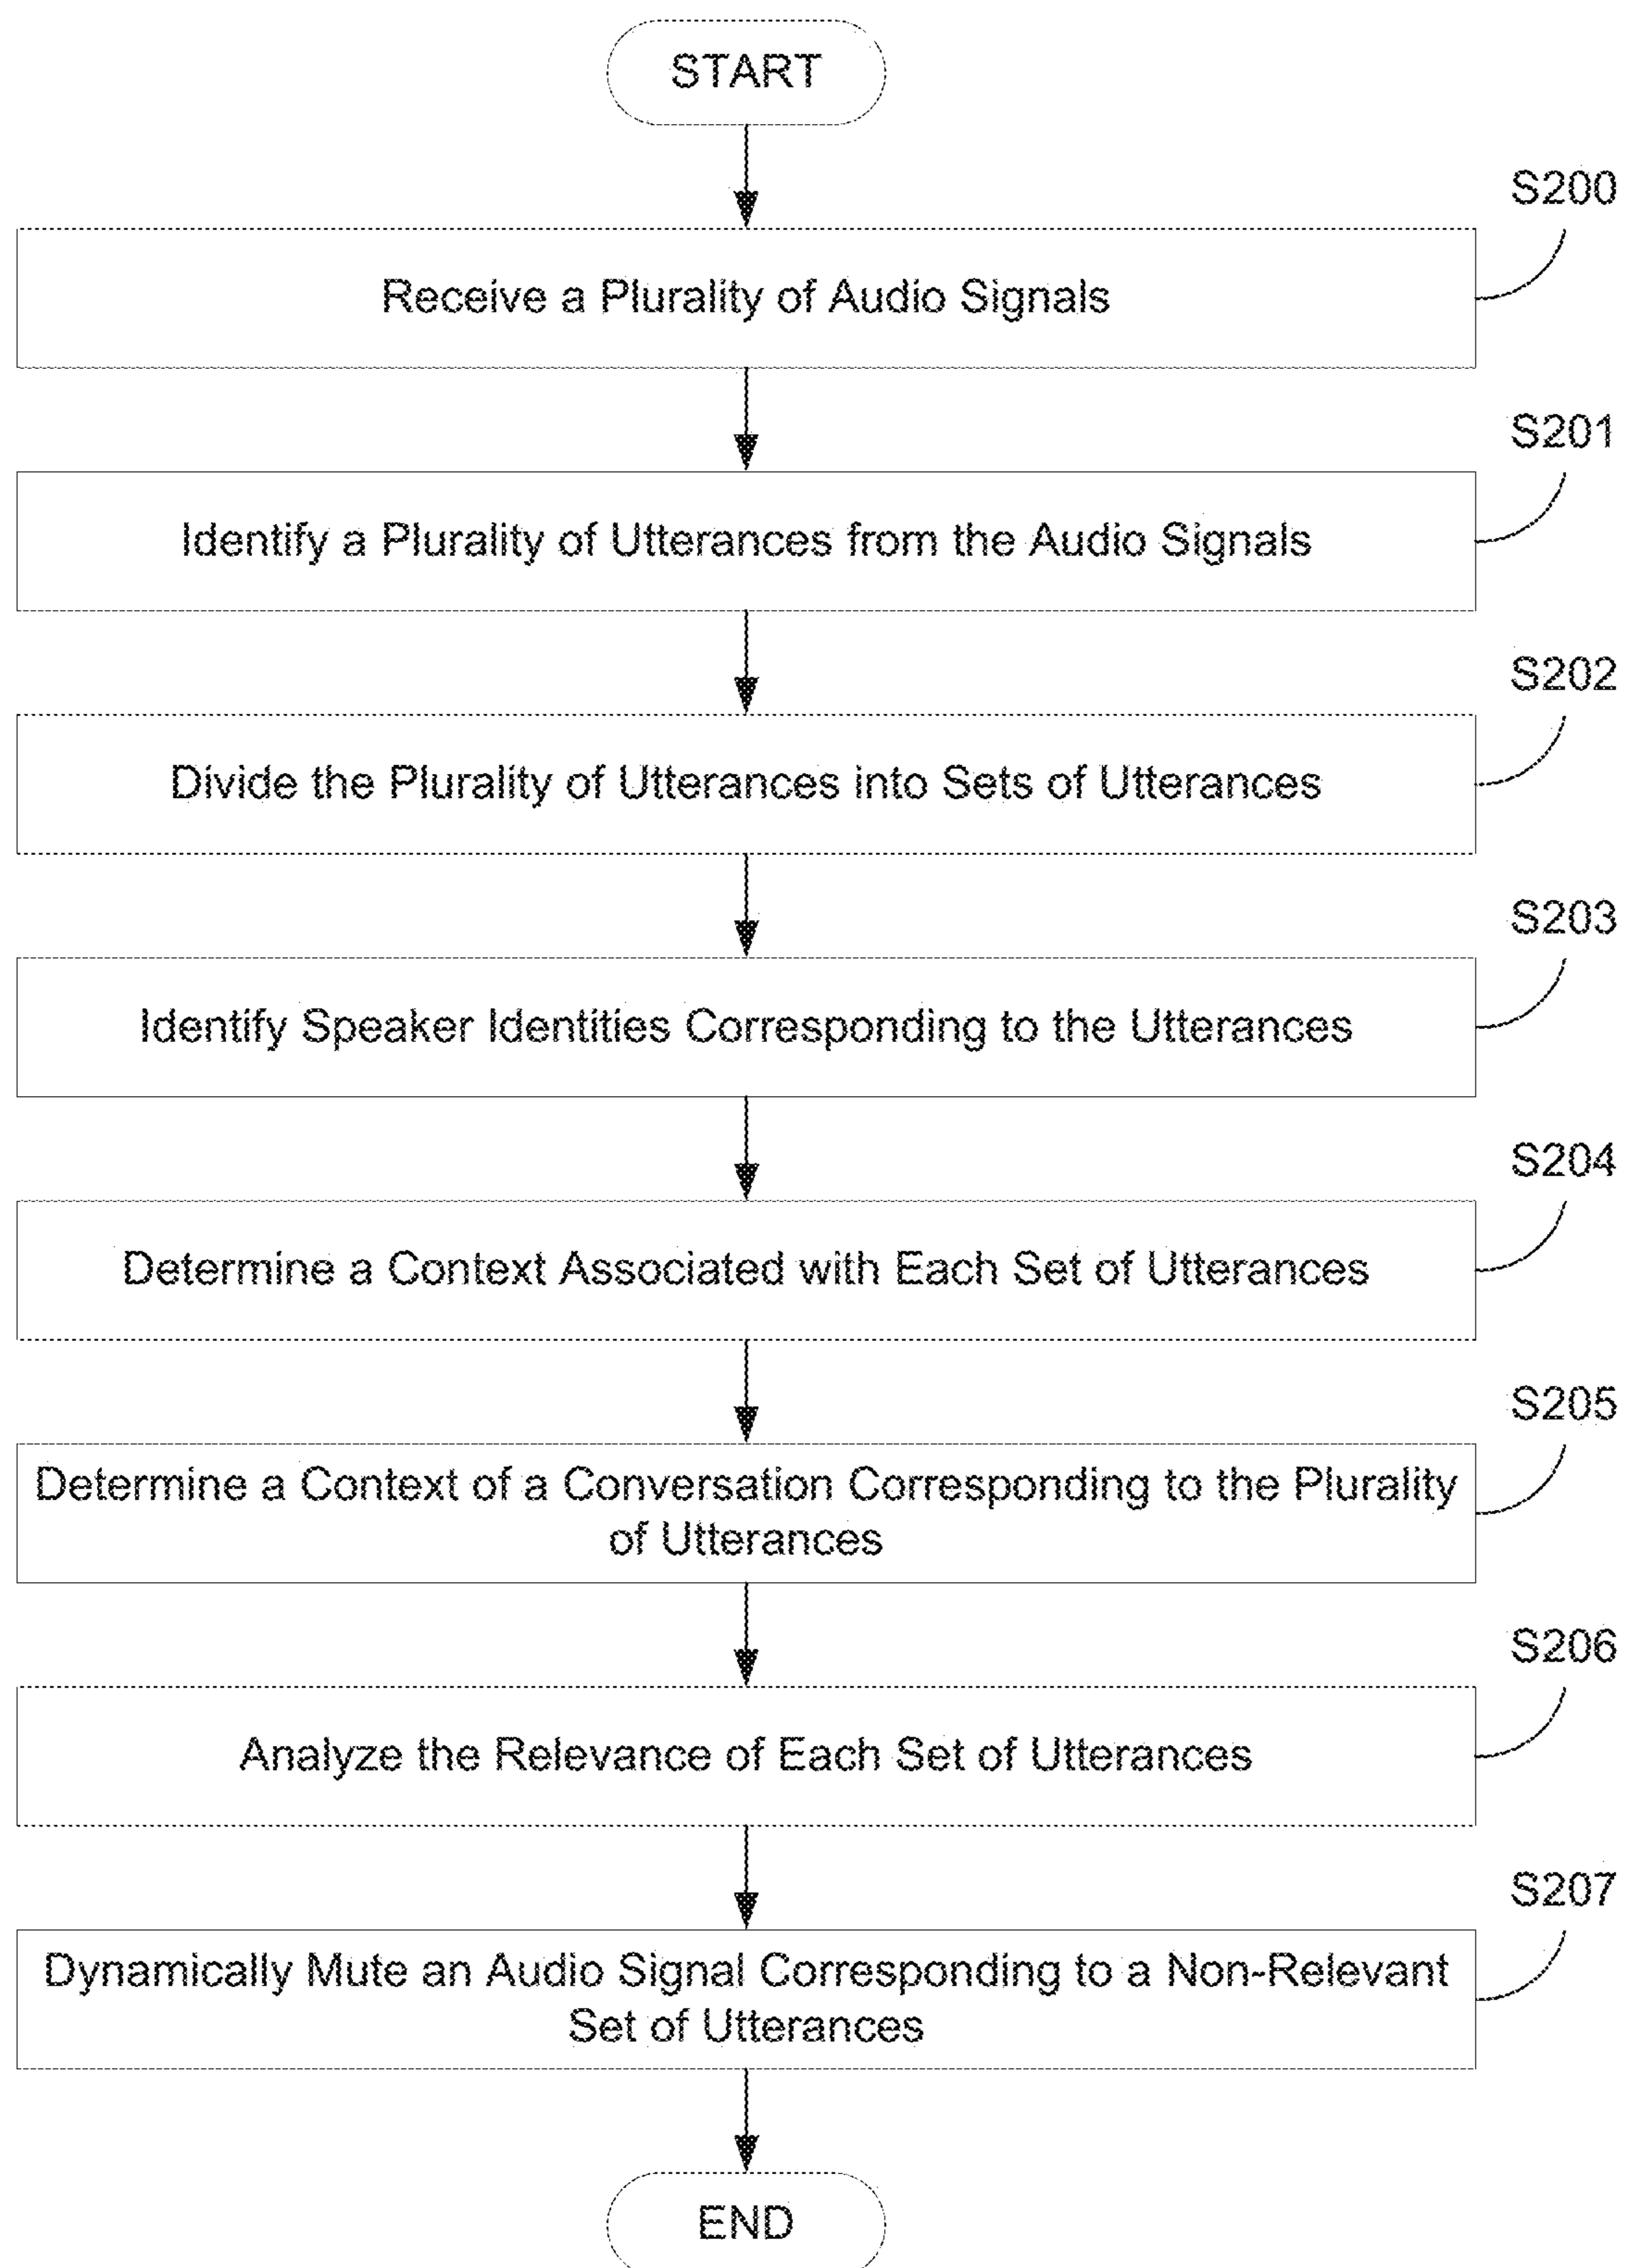 START
S200
Receive a Plurality of Audio Signals
S201
Identify a Plurality of Utterances from the Audio Signals
S202
Divide the Plurality of Utterances into Sets of Utterances
S203
Identify Speaker Identities Corresponding to the Utterances
S204
Determine a Context Associated with Each Set of Utterances
S205
Determine a Context of a Conversation Corresponding to the Plurality
of Utterances
S206
Analyze the Relevance of Each Set of Utterances
S207
Dynamically Mute an Audio Signal Corresponding to a Non-Relevant
Set of Utterances
END